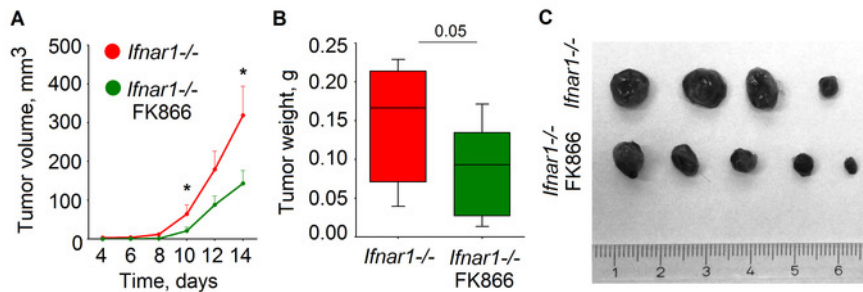 A
Tumor volume, mm3
500
400
300
200
100
0
4 6 8 10 12 14
Time, days
Ifnar1-/-
Ifnar1-/-
FK866
*
*
B
0.05
Tumor weight, g
0.25
0.20
0.15
0.10
0.05
0.00
Ifnar1-/-
Ifnar1-/-
FK866
C
Ifnar1-/-
Ifnar1-/-
FK866
1 2 3 4 5 6